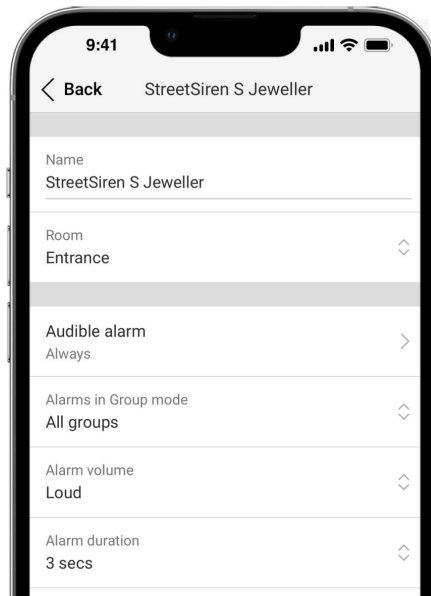 9:41
Back
StreetSiren S Jeweller
Name
StreetSiren S Jeweller
Room
Entrance
Audible alarm
Always
Alarms in Group mode
All groups
Alarm volume
Loud
Alarm duration
3 secs